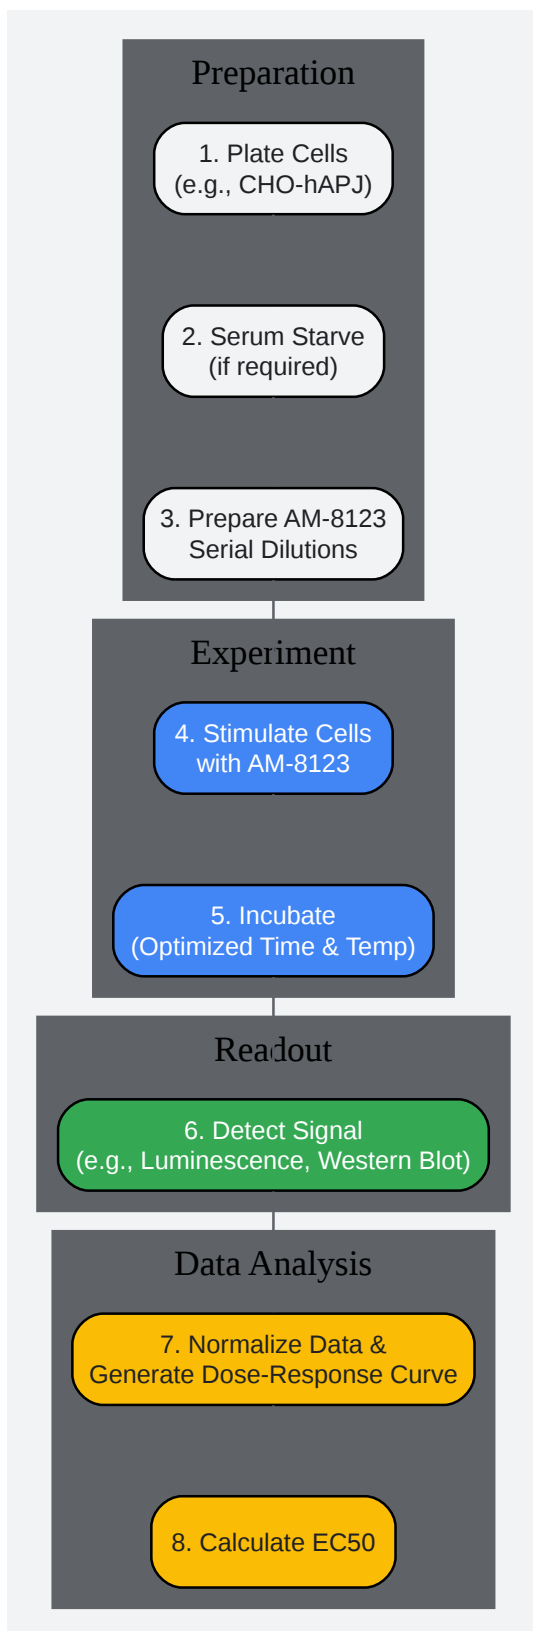 Preparation
1. Plate Cells
(e.g., CHO-hAPJ)
2. Serum Starve
(if required)
3. Prepare AM-8123
Serial Dilutions
Experiment
4. Stimulate Cells
with AM-8123
5. Incubate
(Optimized Time & Temp)
Readout
6. Detect Signal
(e.g., Luminescence, Western Blot)
Data Analysis
7. Normalize Data &
Generate Dose-Response Curve
8. Calculate EC50